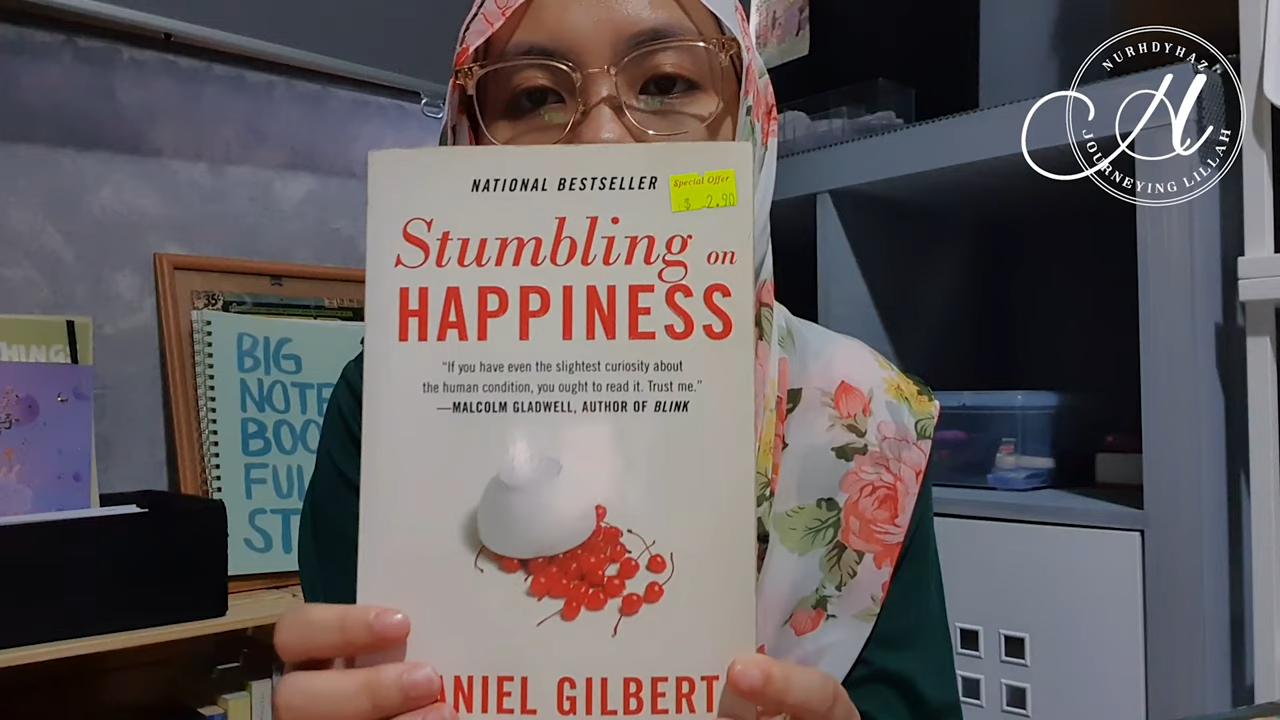 NATIONAL BESTSELLER
Special Offer
$ 2.90
Stumbling on
HAPPINESS
"If you have even the slightest curiosity about
the human condition, you ought to read it. Trust me."
—MALCOLM GLADWELL, AUTHOR OF BLINK
ANIEL GILBERT
BIG
NOTE
BOO
FUL
ST
HING
NURHDYHAZ
H
JOURNEYING LILLAH